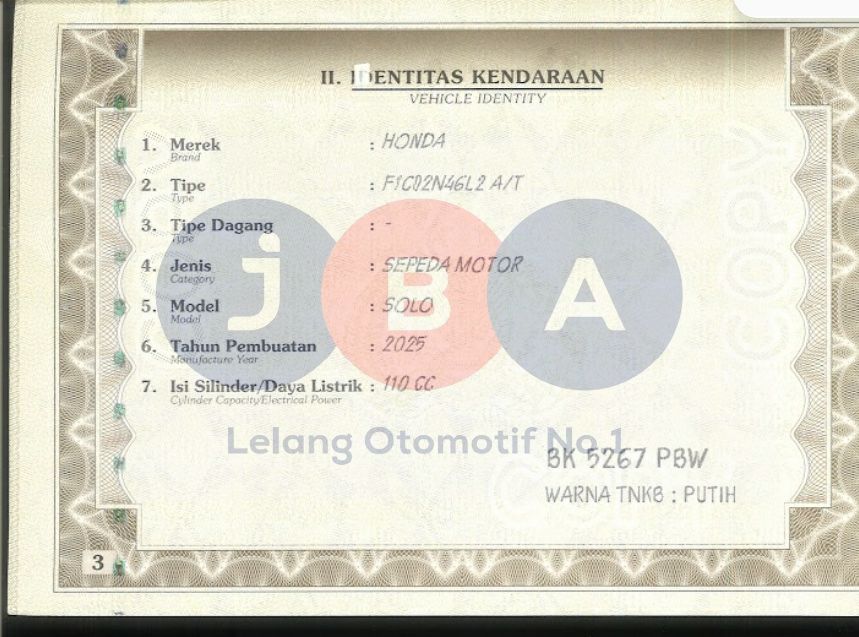 II. IDENTITAS KENDARAAN
VEHICLE IDENTITY
1. Merek : HONDA
Brand
2. Tipe : F1C02N46L2 A/T
Type
3. Tipe Dagang : -
Type
4. Jenis : SEPEDA MOTOR
Category
5. Model : SOLO
Model
6. Tahun Pembuatan : 2025
Manufacture Year
7. Isi Silinder/Daya Listrik : 110 CC
Cylinder Capacity/Electrical Power
JBA
Lelang Otomotif No.1
BK 5267 PBW
WARNA TNKB : PUTIH
3
COPY